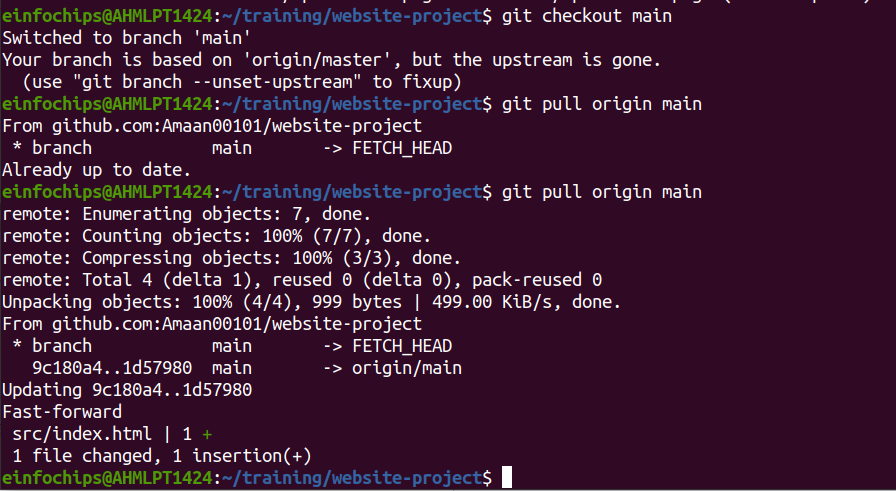 einfochips@AHMLPT1424:~/training/website-project$ git checkout main
Switched to branch 'main'
Your branch is based on 'origin/master', but the upstream is gone.
  (use "git branch --unset-upstream" to fixup)
einfochips@AHMLPT1424:~/training/website-project$ git pull origin main
From github.com:Amaan00101/website-project
 * branch            main       -> FETCH_HEAD
Already up to date.
einfochips@AHMLPT1424:~/training/website-project$ git pull origin main
remote: Enumerating objects: 7, done.
remote: Counting objects: 100% (7/7), done.
remote: Compressing objects: 100% (3/3), done.
remote: Total 4 (delta 1), reused 0 (delta 0), pack-reused 0
Unpacking objects: 100% (4/4), 999 bytes | 499.00 KiB/s, done.
From github.com:Amaan00101/website-project
 * branch            main       -> FETCH_HEAD
   9c180a4..1d57980  main       -> origin/main
Updating 9c180a4..1d57980
Fast-forward
 src/index.html | 1 +
 1 file changed, 1 insertion(+)
einfochips@AHMLPT1424:~/training/website-project$